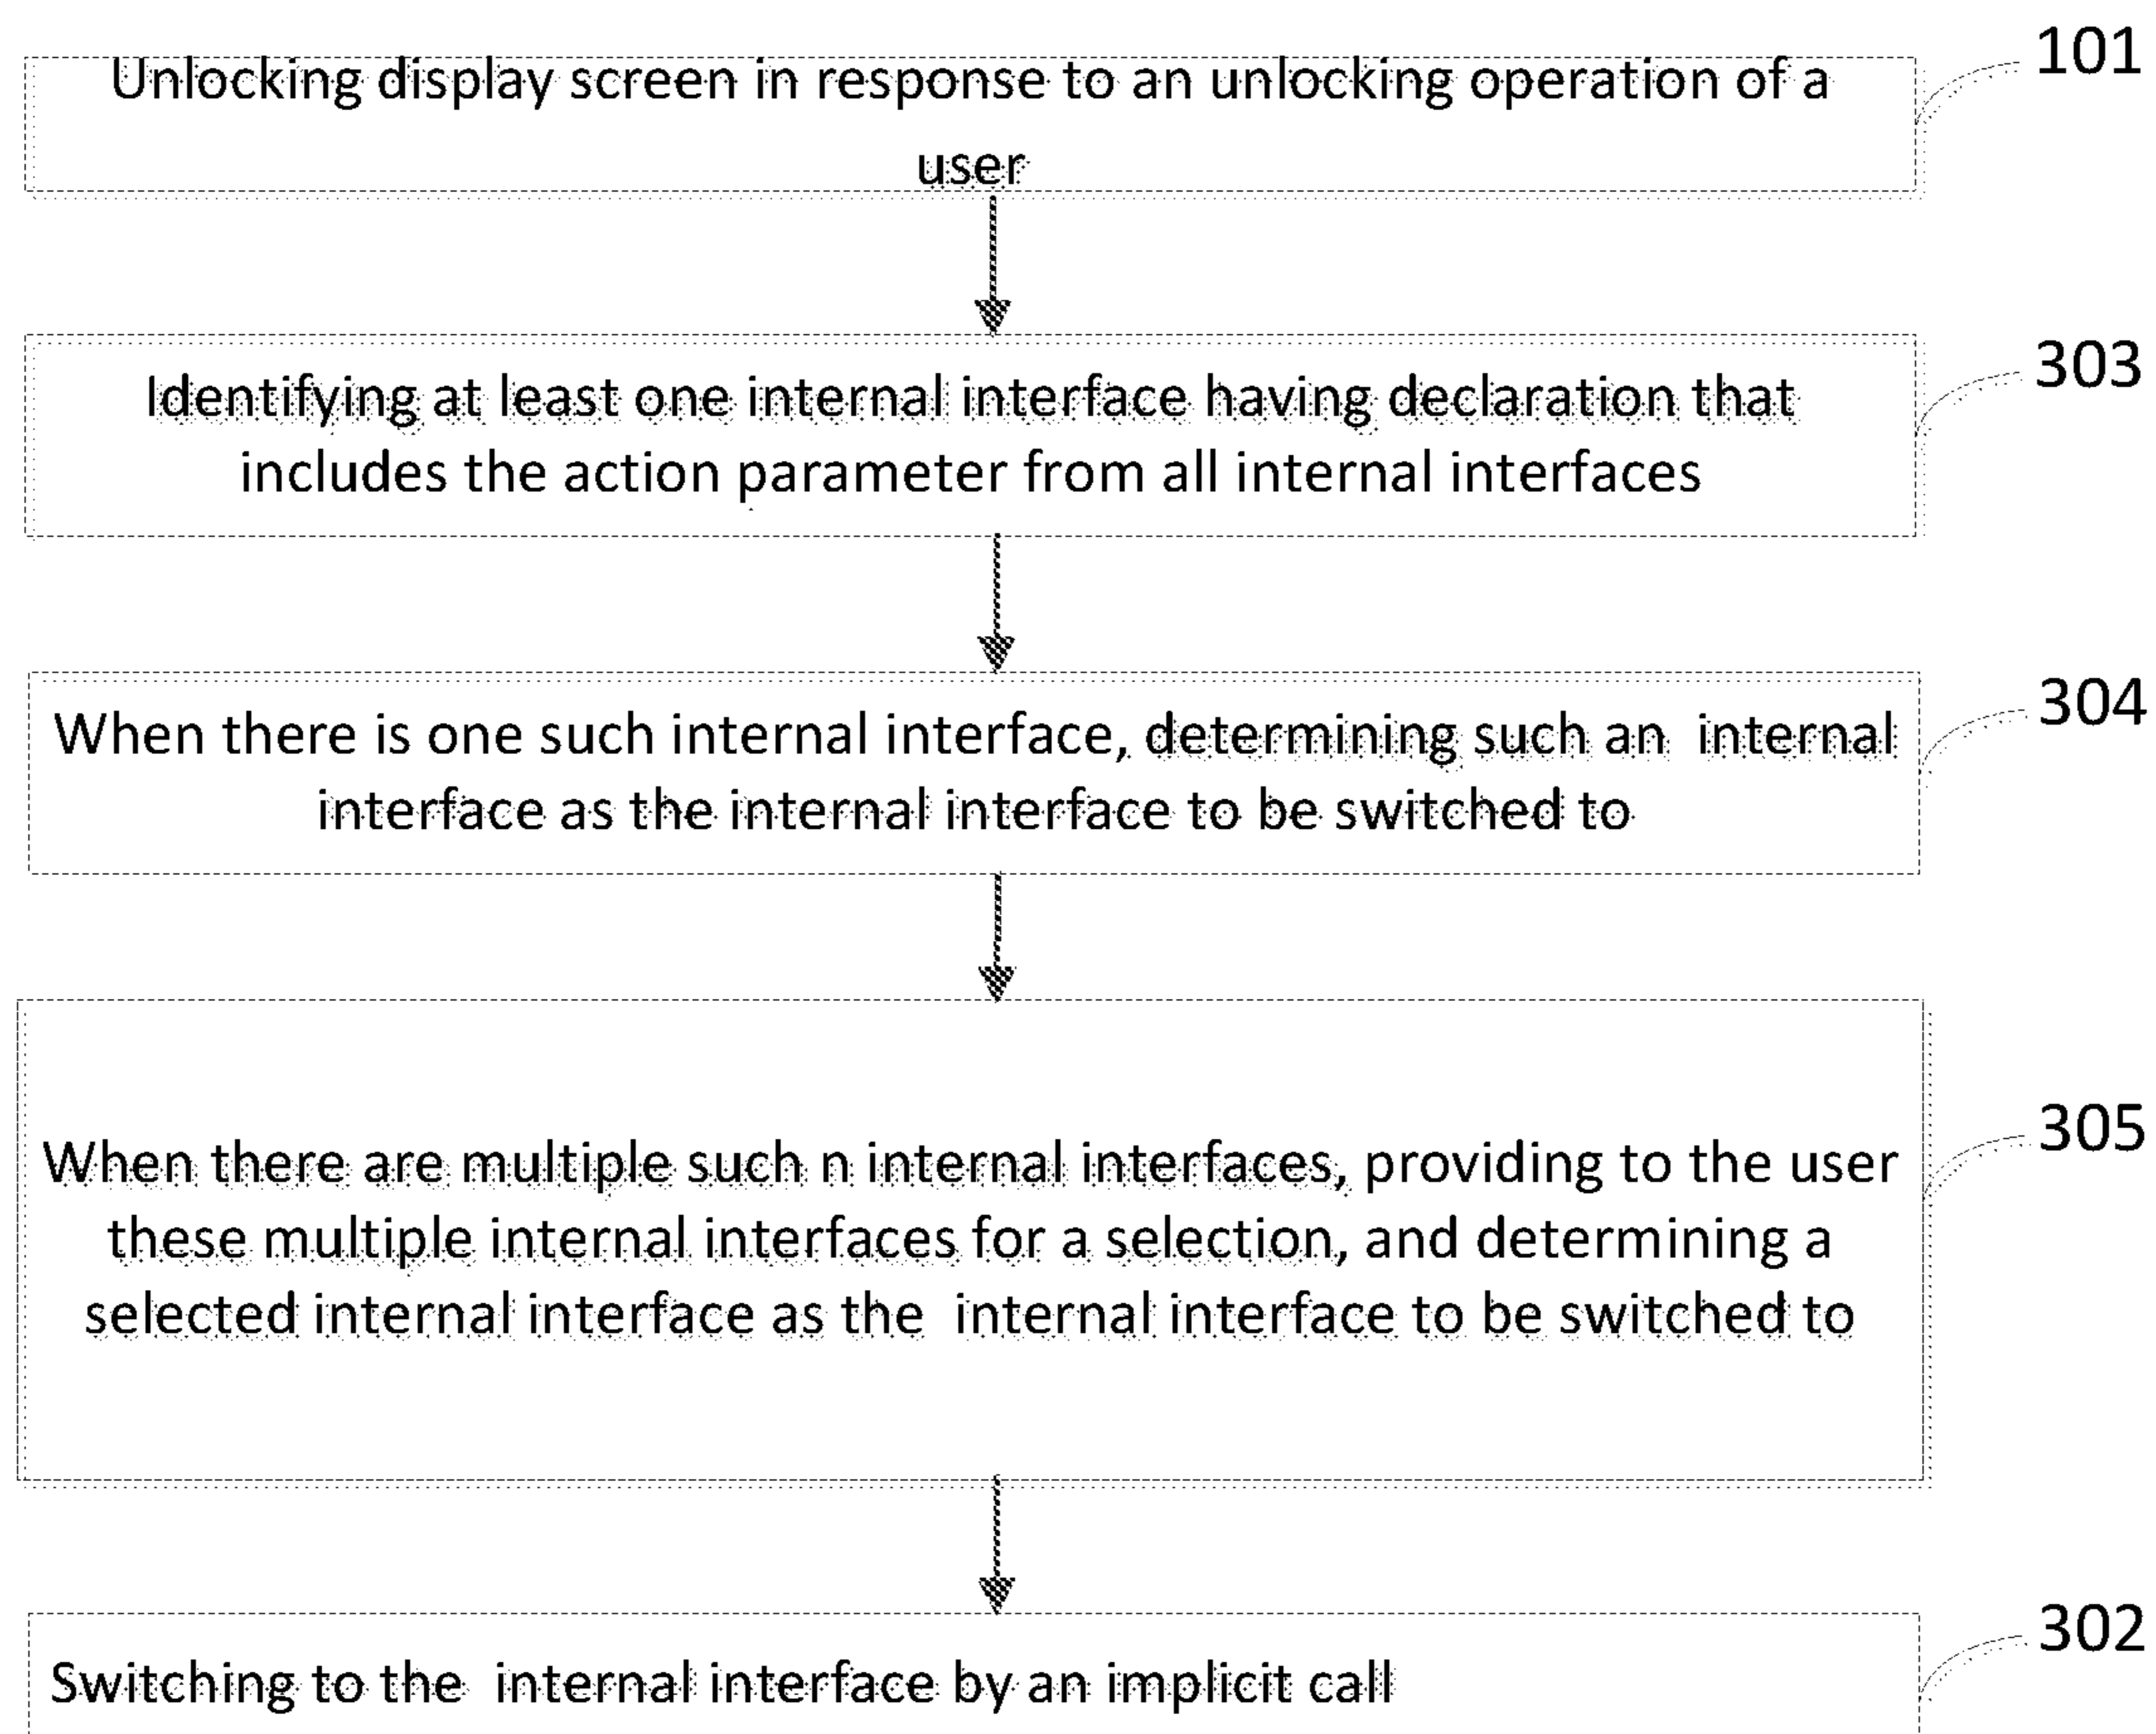 101
Unlocking display screen in response to an unlocking operation of a
user
303
Identifying at least one internal interface having declaration that
includes the action parameter from all internal interfaces
304
When there is one such internal interface, determining such an internal
interface as the internal interface to be switched to
305
When there are multiple such n internal interfaces, providing to the user
these multiple internal interfaces for a selection, and determining a
selected internal interface as the internal interface to be switched to
302
Switching to the internal interface by an implicit call